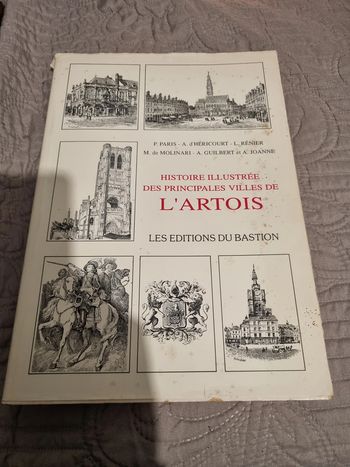 P. PARIS - A. d'HÉRICOURT - L. RÉNIER
M. de MOLINARI - A. GUILBERT et A. JOANNE
HISTOIRE ILLUSTRÉE
DES PRINCIPALES VILLES DE
L'ARTOIS
LES EDITIONS DU BASTION